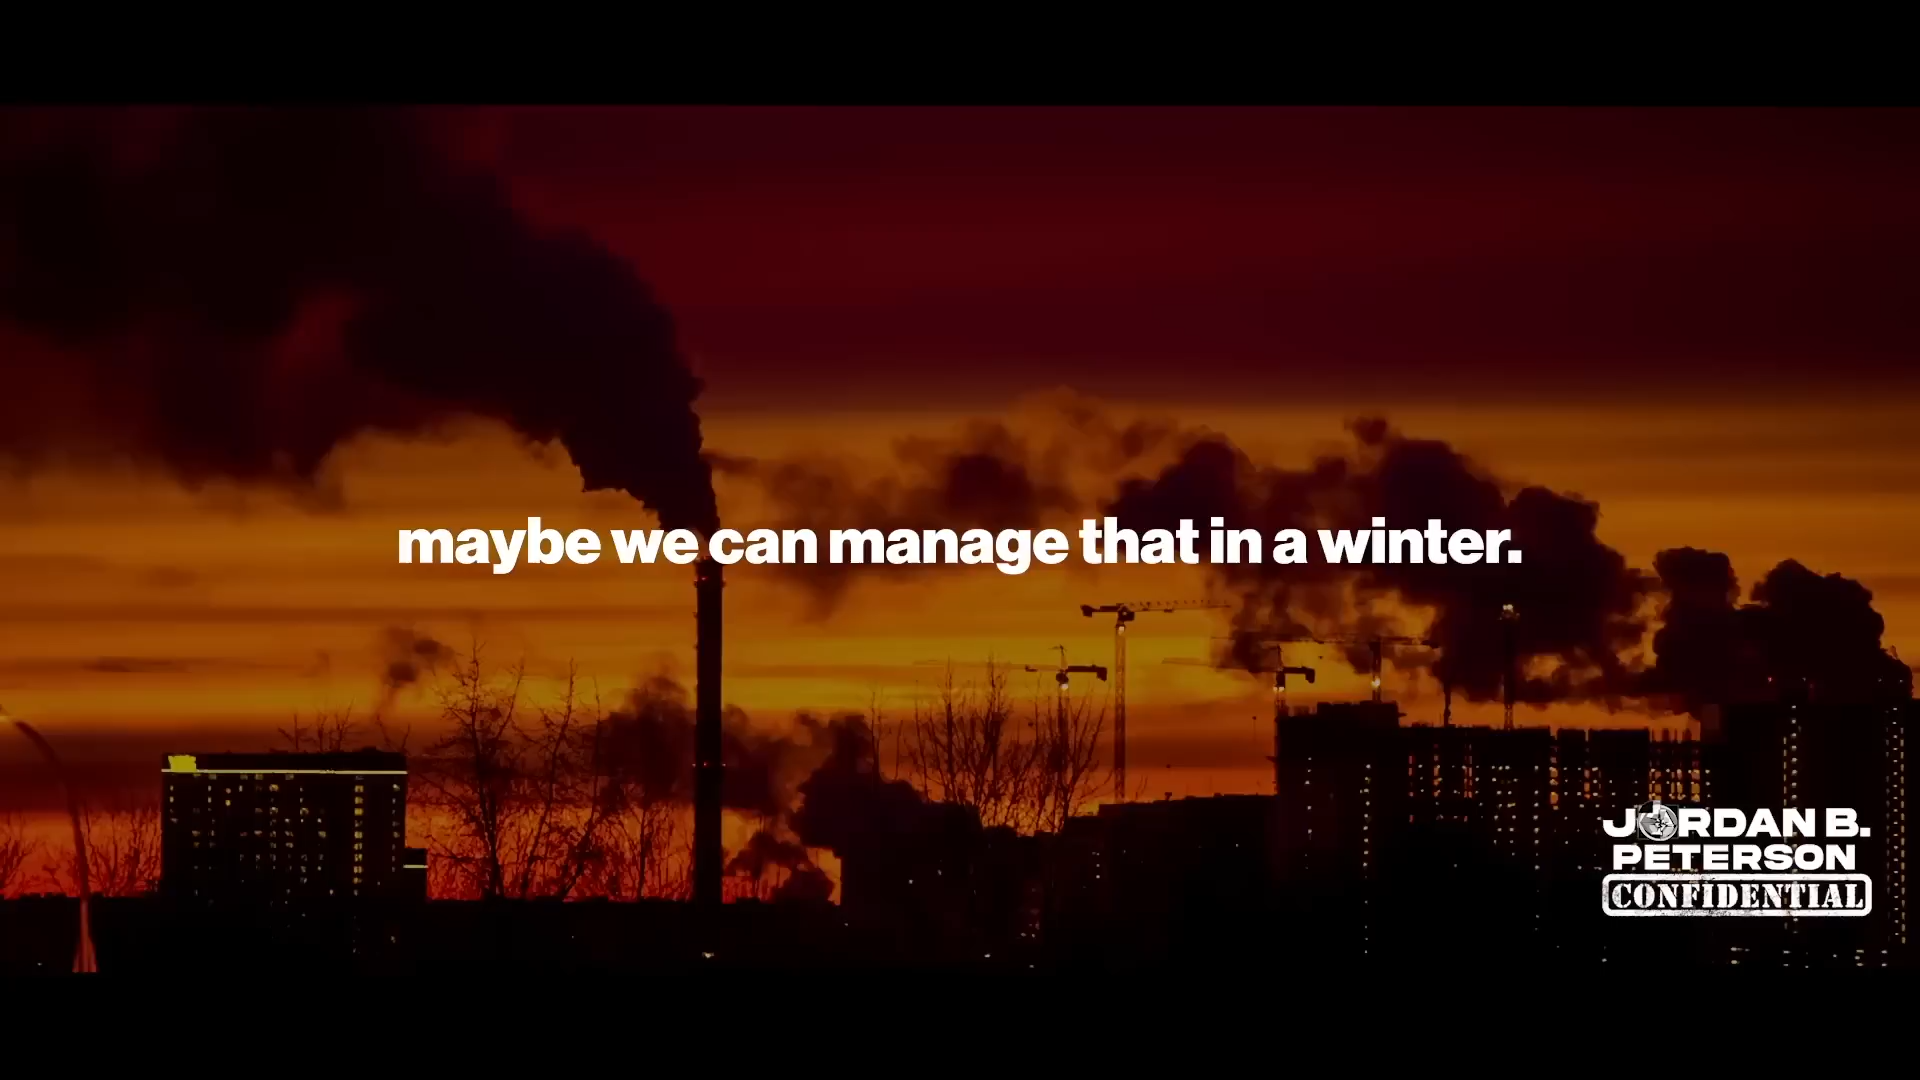 maybe we can manage that in a winter.
JORDAN B.
PETERSON
CONFIDENTIAL